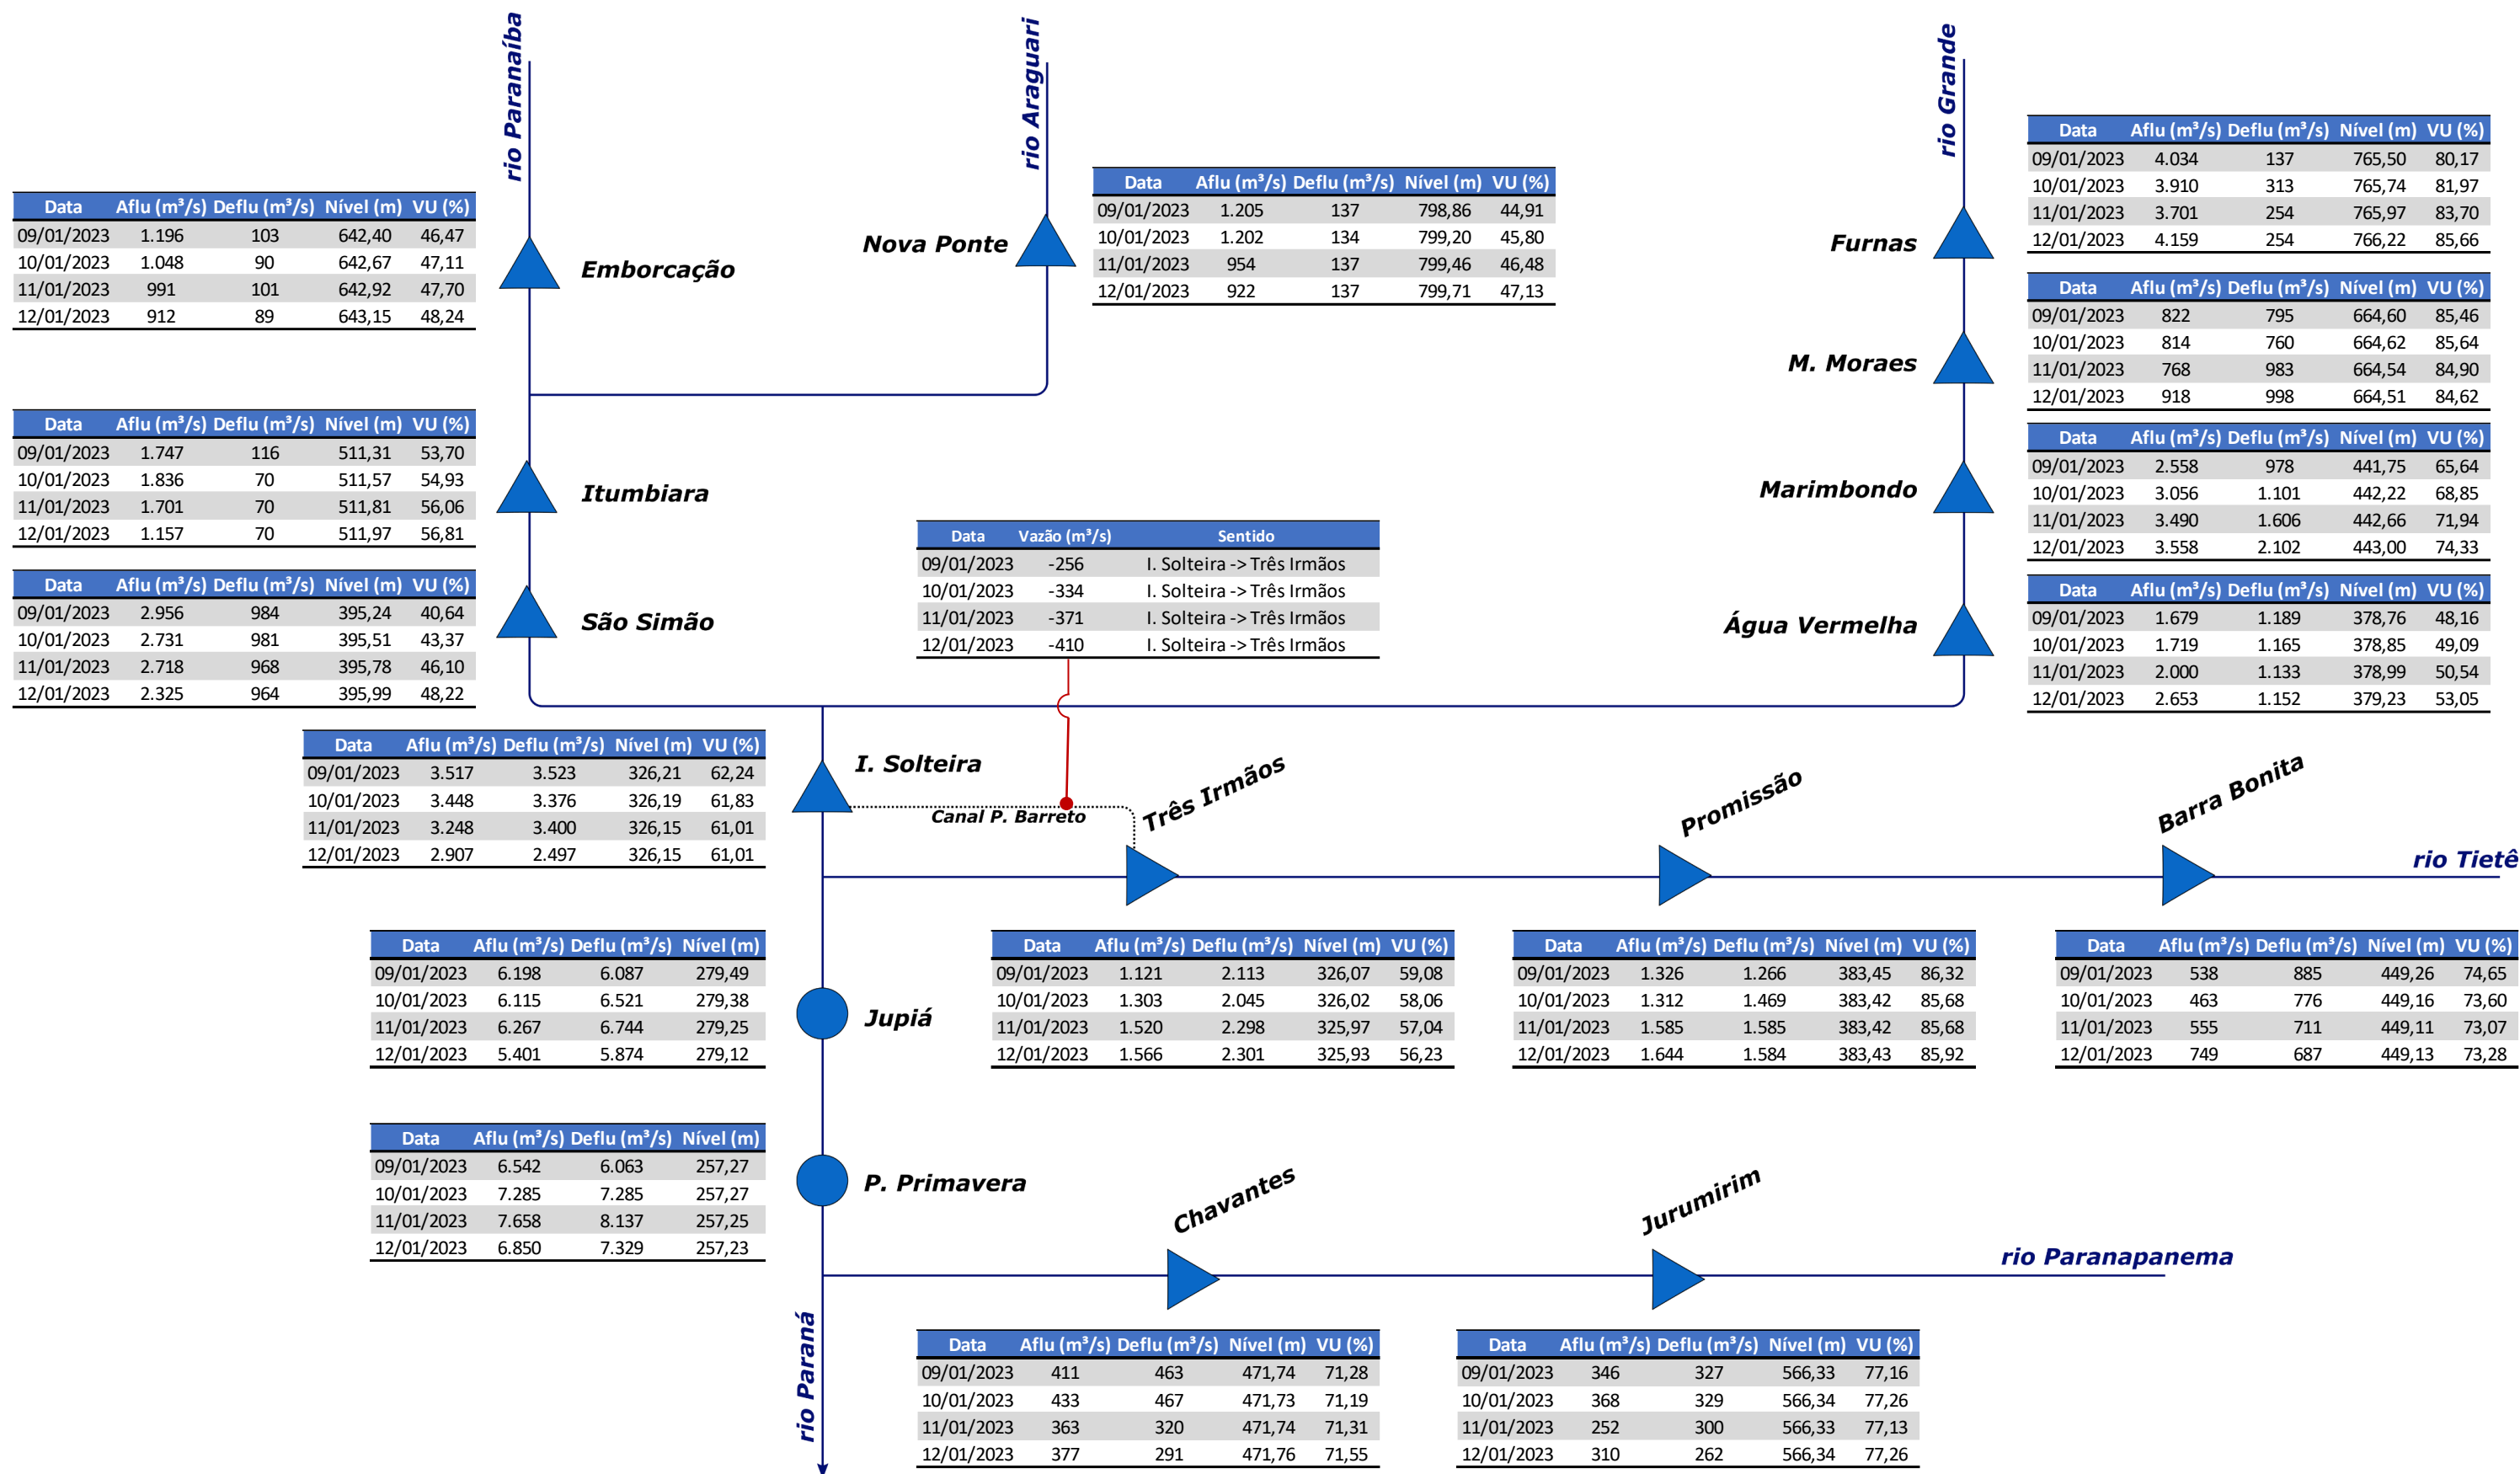 rio Paranaíba
rio Araguari
rio Grande
Data Aflu (m³/s) Deflu (m³/s) Nível (m) VU (%)
09/01/2023 1.196 103 642,40 46,47
10/01/2023 1.048 90 642,67 47,11
11/01/2023 991 101 642,92 47,70
12/01/2023 912 89 643,15 48,24
Emborcação
Nova Ponte
Data Aflu (m³/s) Deflu (m³/s) Nível (m) VU (%)
09/01/2023 1.205 137 798,86 44,91
10/01/2023 1.202 134 799,20 45,80
11/01/2023 954 137 799,46 46,48
12/01/2023 922 137 799,71 47,13
Furnas
Data Aflu (m³/s) Deflu (m³/s) Nível (m) VU (%)
09/01/2023 4.034 137 765,50 80,17
10/01/2023 3.910 313 765,74 81,97
11/01/2023 3.701 254 765,97 83,70
12/01/2023 4.159 254 766,22 85,66
M. Moraes
Data Aflu (m³/s) Deflu (m³/s) Nível (m) VU (%)
09/01/2023 822 795 664,60 85,46
10/01/2023 814 760 664,62 85,64
11/01/2023 768 983 664,54 84,90
12/01/2023 918 998 664,51 84,62
Data Aflu (m³/s) Deflu (m³/s) Nível (m) VU (%)
09/01/2023 1.747 116 511,31 53,70
10/01/2023 1.836 70 511,57 54,93
11/01/2023 1.701 70 511,81 56,06
12/01/2023 1.157 70 511,97 56,81
Itumbiara
Marimbondo
Data Aflu (m³/s) Deflu (m³/s) Nível (m) VU (%)
09/01/2023 2.558 978 441,75 65,64
10/01/2023 3.056 1.101 442,22 68,85
11/01/2023 3.490 1.606 442,66 71,94
12/01/2023 3.558 2.102 443,00 74,33
Data Aflu (m³/s) Deflu (m³/s) Nível (m) VU (%)
09/01/2023 2.956 984 395,24 40,64
10/01/2023 2.731 981 395,51 43,37
11/01/2023 2.718 968 395,78 46,10
12/01/2023 2.325 964 395,99 48,22
São Simão
Data Vazão (m³/s) Sentido
09/01/2023 -256 I. Solteira -> Três Irmãos
10/01/2023 -334 I. Solteira -> Três Irmãos
11/01/2023 -371 I. Solteira -> Três Irmãos
12/01/2023 -410 I. Solteira -> Três Irmãos
Água Vermelha
Data Aflu (m³/s) Deflu (m³/s) Nível (m) VU (%)
09/01/2023 1.679 1.189 378,76 48,16
10/01/2023 1.719 1.165 378,85 49,09
11/01/2023 2.000 1.133 378,99 50,54
12/01/2023 2.653 1.152 379,23 53,05
Data Aflu (m³/s) Deflu (m³/s) Nível (m) VU (%)
09/01/2023 3.517 3.523 326,21 62,24
10/01/2023 3.448 3.376 326,19 61,83
11/01/2023 3.248 3.400 326,15 61,01
12/01/2023 2.907 2.497 326,15 61,01
I. Solteira
Canal P. Barreto
Três Irmãos
Promissão
Barra Bonita
rio Tietê
Data Aflu (m³/s) Deflu (m³/s) Nível (m)
09/01/2023 6.198 6.087 279,49
10/01/2023 6.115 6.521 279,38
11/01/2023 6.267 6.744 279,25
12/01/2023 5.401 5.874 279,12
Jupiá
Data Aflu (m³/s) Deflu (m³/s) Nível (m) VU (%)
09/01/2023 1.121 2.113 326,07 59,08
10/01/2023 1.303 2.045 326,02 58,06
11/01/2023 1.520 2.298 325,97 57,04
12/01/2023 1.566 2.301 325,93 56,23
Data Aflu (m³/s) Deflu (m³/s) Nível (m) VU (%)
09/01/2023 1.326 1.266 383,45 86,32
10/01/2023 1.312 1.469 383,42 85,68
11/01/2023 1.585 1.585 383,42 85,68
12/01/2023 1.644 1.584 383,43 85,92
Data Aflu (m³/s) Deflu (m³/s) Nível (m) VU (%)
09/01/2023 538 885 449,26 74,65
10/01/2023 463 776 449,16 73,60
11/01/2023 555 711 449,11 73,07
12/01/2023 749 687 449,13 73,28
Data Aflu (m³/s) Deflu (m³/s) Nível (m)
09/01/2023 6.542 6.063 257,27
10/01/2023 7.285 7.285 257,27
11/01/2023 7.658 8.137 257,25
12/01/2023 6.850 7.329 257,23
P. Primavera
Chavantes
Jurumirim
rio Paranapanema
rio Paraná
Data Aflu (m³/s) Deflu (m³/s) Nível (m) VU (%)
09/01/2023 411 463 471,74 71,28
10/01/2023 433 467 471,73 71,19
11/01/2023 363 320 471,74 71,31
12/01/2023 377 291 471,76 71,55
Data Aflu (m³/s) Deflu (m³/s) Nível (m) VU (%)
09/01/2023 346 327 566,33 77,16
10/01/2023 368 329 566,34 77,26
11/01/2023 252 300 566,33 77,13
12/01/2023 310 262 566,34 77,26